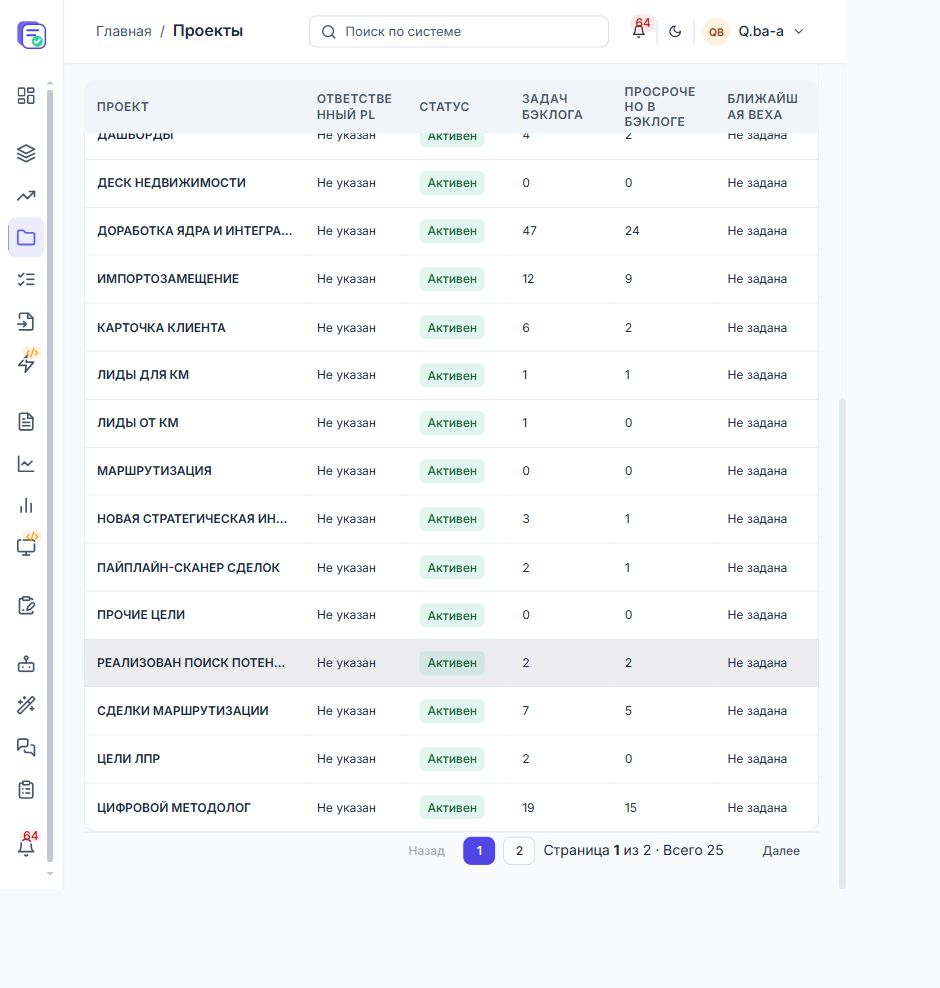 Главная / Проекты
Поиск по системе
64
QB
Q.ba-a
ПРОЕКТ
ОТВЕТСТВЕ
ННЫЙ PL
СТАТУС
ЗАДАЧ
БЭКЛОГА
ПРОСРОЧЕ
НО В
БЭКЛОГЕ
БЛИЖАЙШ
АЯ ВЕХА
ДАШБОРДЫ Не указан Активен 4 2 Не задана
ДЕСК НЕДВИЖИМОСТИ Не указан Активен 0 0 Не задана
ДОРАБОТКА ЯДРА И ИНТЕГРА... Не указан Активен 47 24 Не задана
ИМПОРТОЗАМЕЩЕНИЕ Не указан Активен 12 9 Не задана
КАРТОЧКА КЛИЕНТА Не указан Активен 6 2 Не задана
ЛИДЫ ДЛЯ КМ Не указан Активен 1 1 Не задана
ЛИДЫ ОТ КМ Не указан Активен 1 0 Не задана
МАРШРУТИЗАЦИЯ Не указан Активен 0 0 Не задана
НОВАЯ СТРАТЕГИЧЕСКАЯ ИН... Не указан Активен 3 1 Не задана
ПАЙПЛАЙН-СКАНЕР СДЕЛОК Не указан Активен 2 1 Не задана
ПРОЧИЕ ЦЕЛИ Не указан Активен 0 0 Не задана
РЕАЛИЗОВАН ПОИСК ПОТЕН... Не указан Активен 2 2 Не задана
СДЕЛКИ МАРШРУТИЗАЦИИ Не указан Активен 7 5 Не задана
ЦЕЛИ ЛПР Не указан Активен 2 0 Не задана
ЦИФРОВОЙ МЕТОДОЛОГ Не указан Активен 19 15 Не задана
64
Назад 1 2 Страница 1 из 2 · Всего 25 Далее